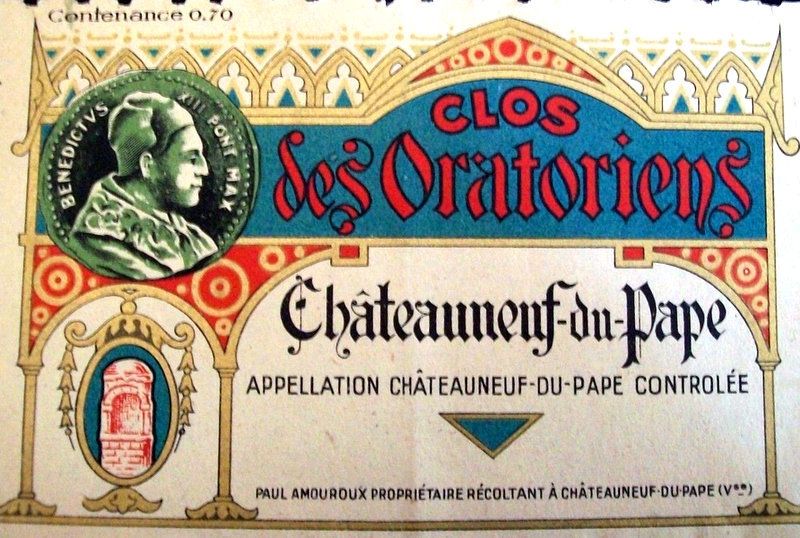 Contenance 0.70
BENEDICTVS XIII PONT MAX
CLOS
des Oratoriens
Châteauneuf-du-Pape
APPELLATION CHÂTEAUNEUF-DU-PAPE CONTROLÉE
PAUL AMOUROUX PROPRIÉTAIRE RÉCOLTANT À CHÂTEAUNEUF-DU-PAPE (Vse)